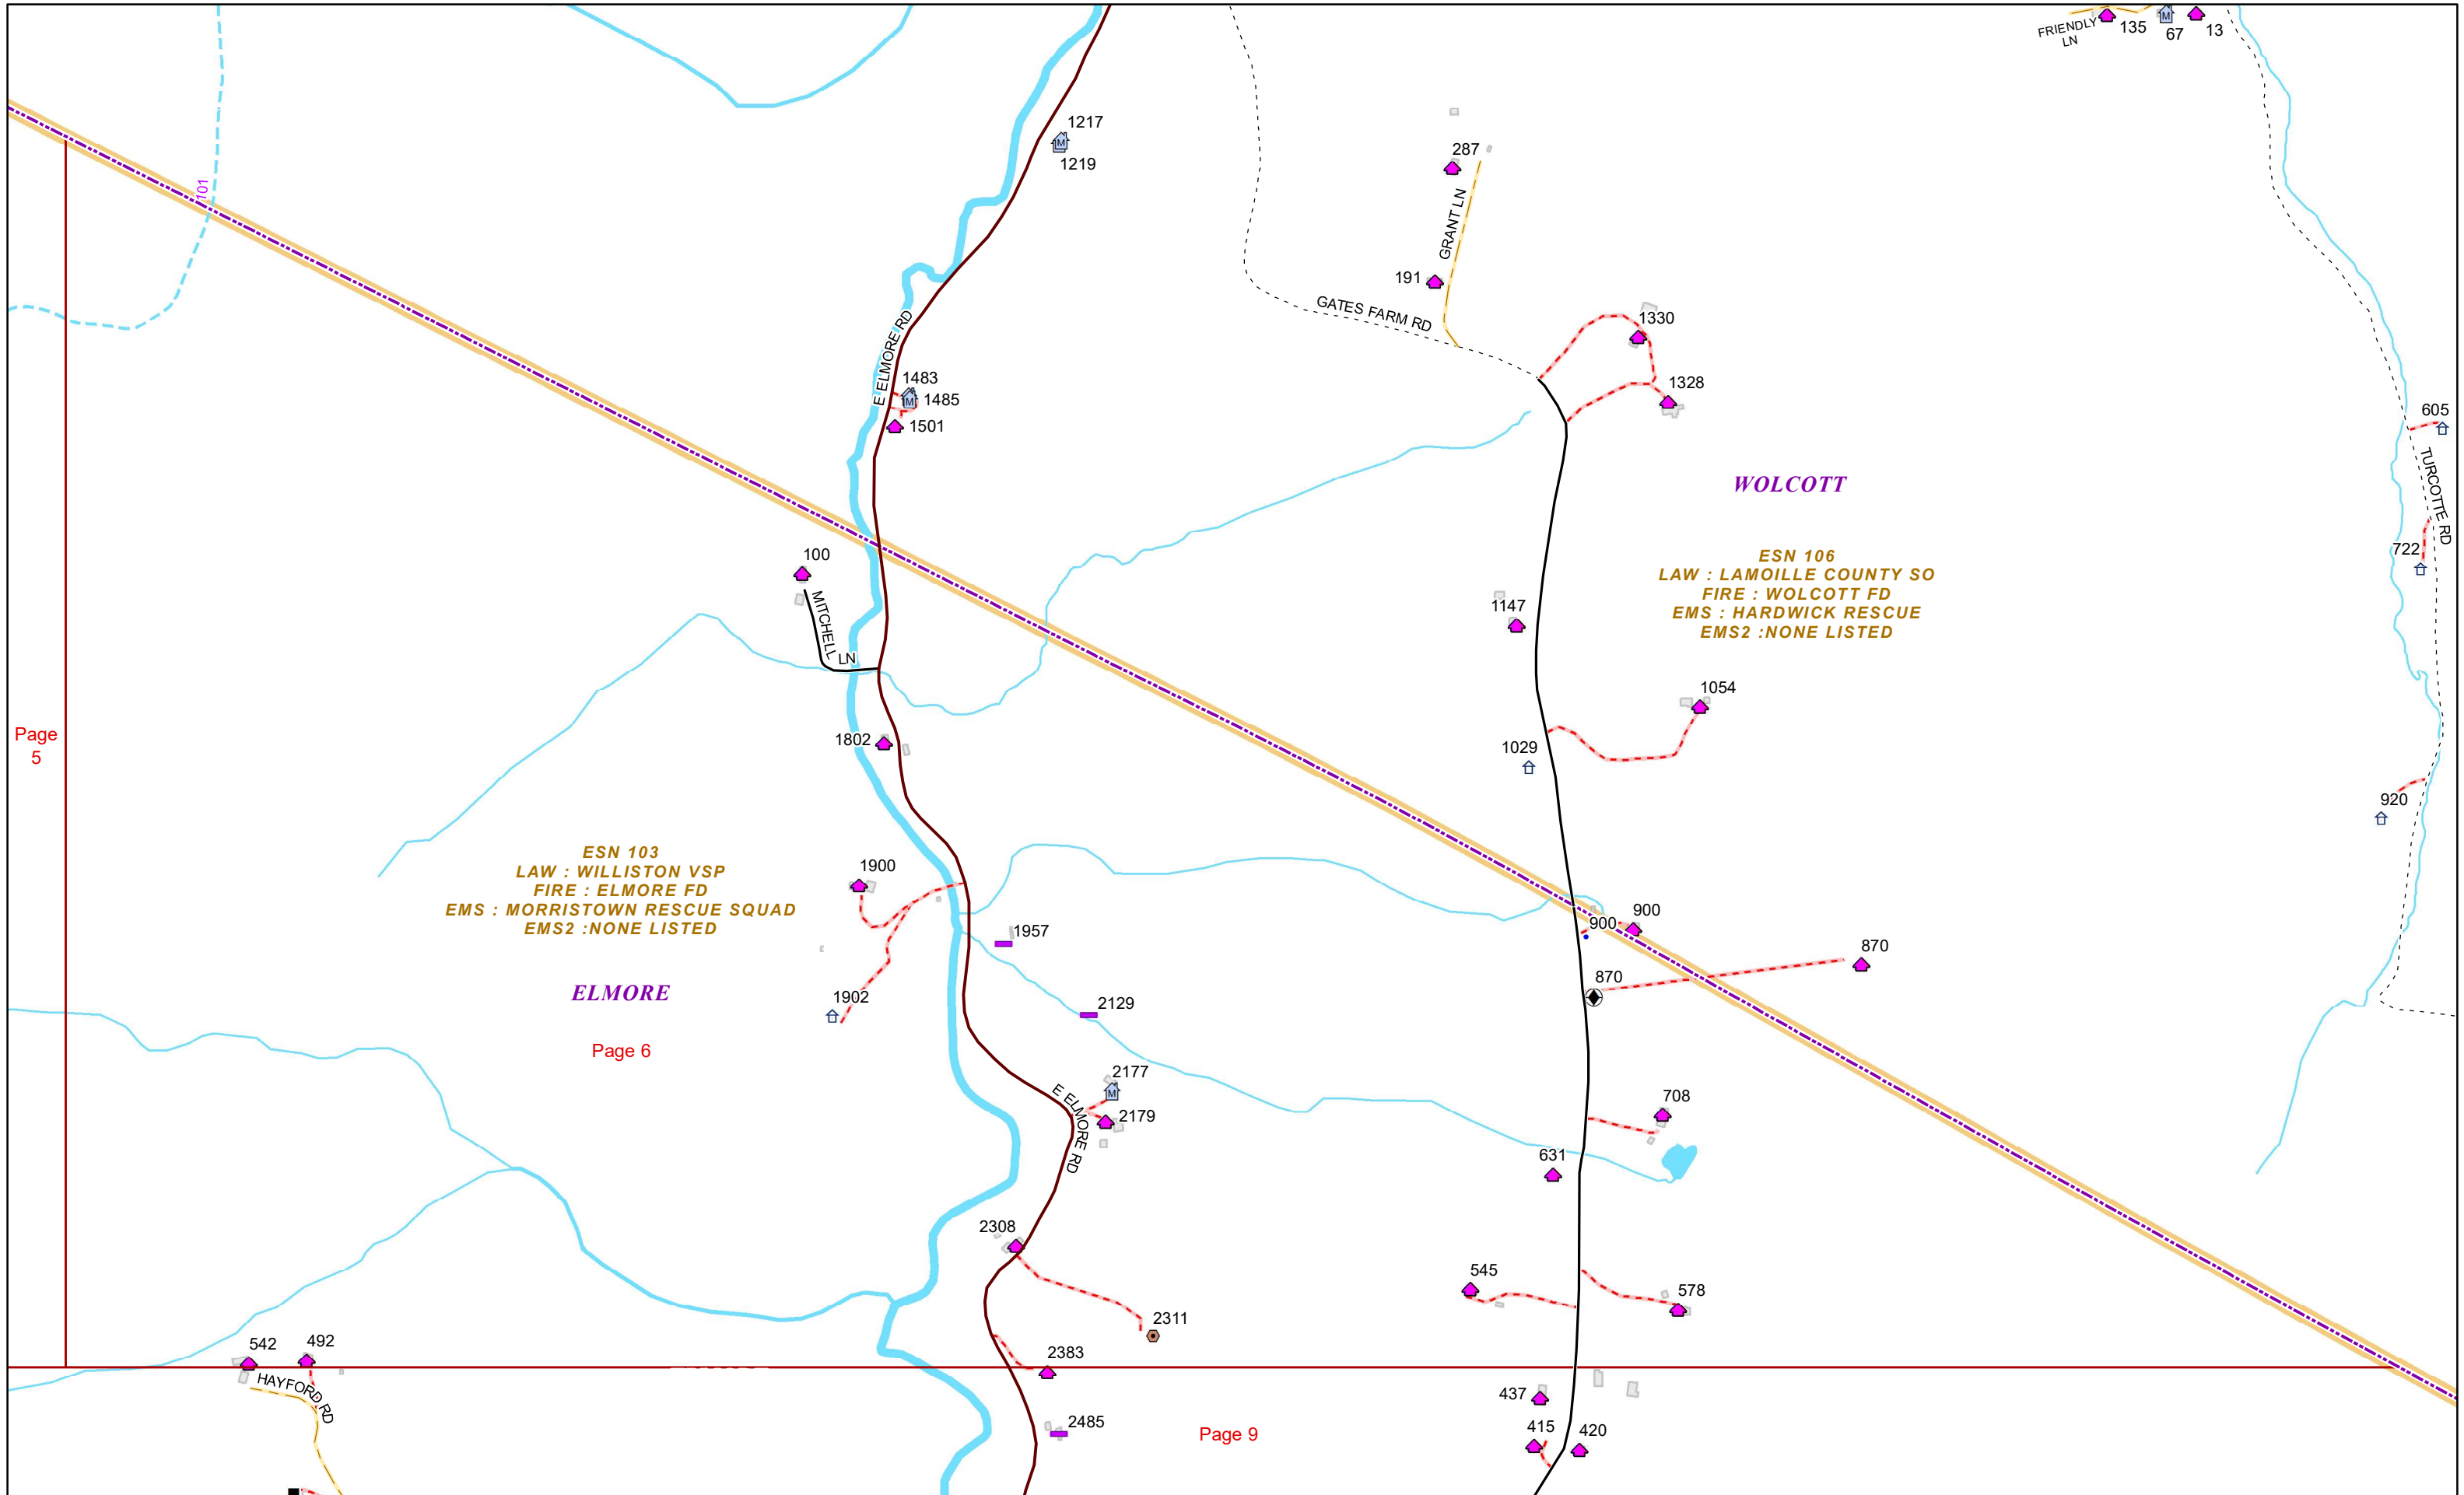 FRIENDLY
LN
135
67
13
M
1217
M
1219
287
101
GRANT LN
191
GATES FARM RD
1330
E ELMORE RD
1483
M
1485
1501
1328
605
TURCOTTE RD
WOLCOTT
722
ESN 106
LAW : LAMOILLE COUNTY SO
FIRE : WOLCOTT FD
EMS : HARDWICK RESCUE
EMS2 :NONE LISTED
100
MITCHELL LN
1147
1054
Page
5
1802
1029
920
ESN 103
LAW : WILLISTON VSP
FIRE : ELMORE FD
EMS : MORRISTOWN RESCUE SQUAD
EMS2 :NONE LISTED
1900
1957
900
900
870
870
ELMORE
1902
2129
Page 6
2177
M
E ELMORE RD
2179
708
631
2308
545
578
2311
542
492
2383
HAYFORD RD
437
2485
Page 9
415
420